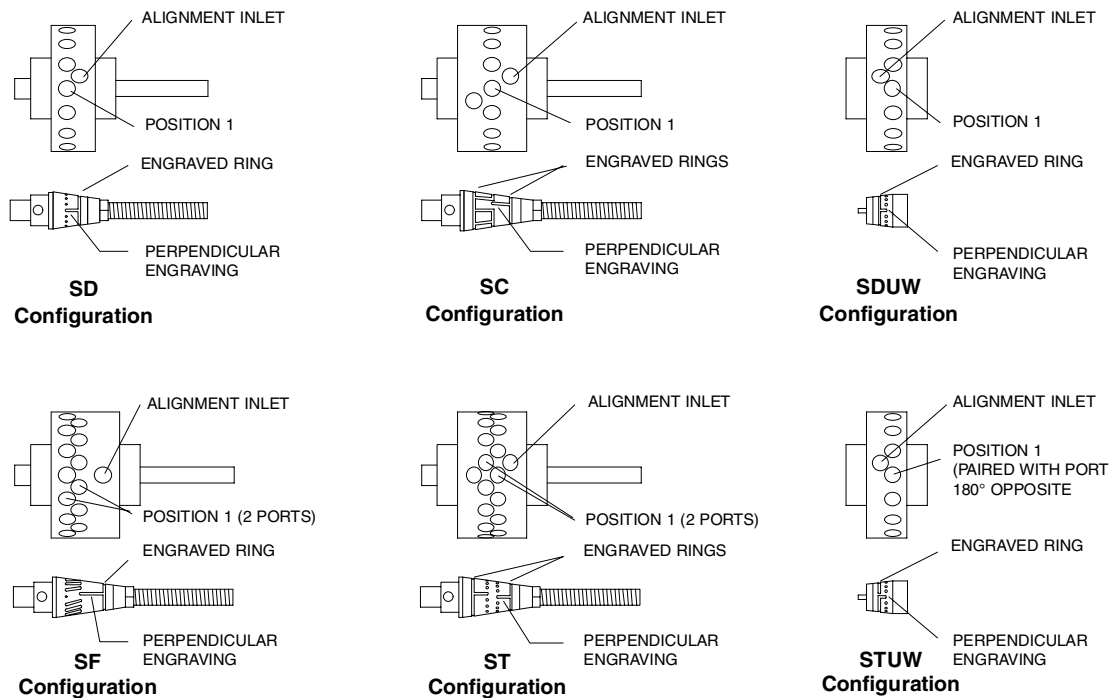 ALIGNMENT INLET
POSITION 1
ENGRAVED RING
PERPENDICULAR
ENGRAVING
SD
Configuration
ALIGNMENT INLET
POSITION 1
ENGRAVED RINGS
PERPENDICULAR
ENGRAVING
SC
Configuration
ALIGNMENT INLET
POSITION 1
ENGRAVED RING
PERPENDICULAR
ENGRAVING
SDUW
Configuration
ALIGNMENT INLET
POSITION 1 (2 PORTS)
ENGRAVED RING
PERPENDICULAR
ENGRAVING
SF
Configuration
ALIGNMENT INLET
POSITION 1 (2 PORTS)
ENGRAVED RINGS
PERPENDICULAR
ENGRAVING
ST
Configuration
ALIGNMENT INLET
POSITION 1
(PAIRED WITH PORT
180° OPPOSITE
ENGRAVED RING
PERPENDICULAR
ENGRAVING
STUW
Configuration